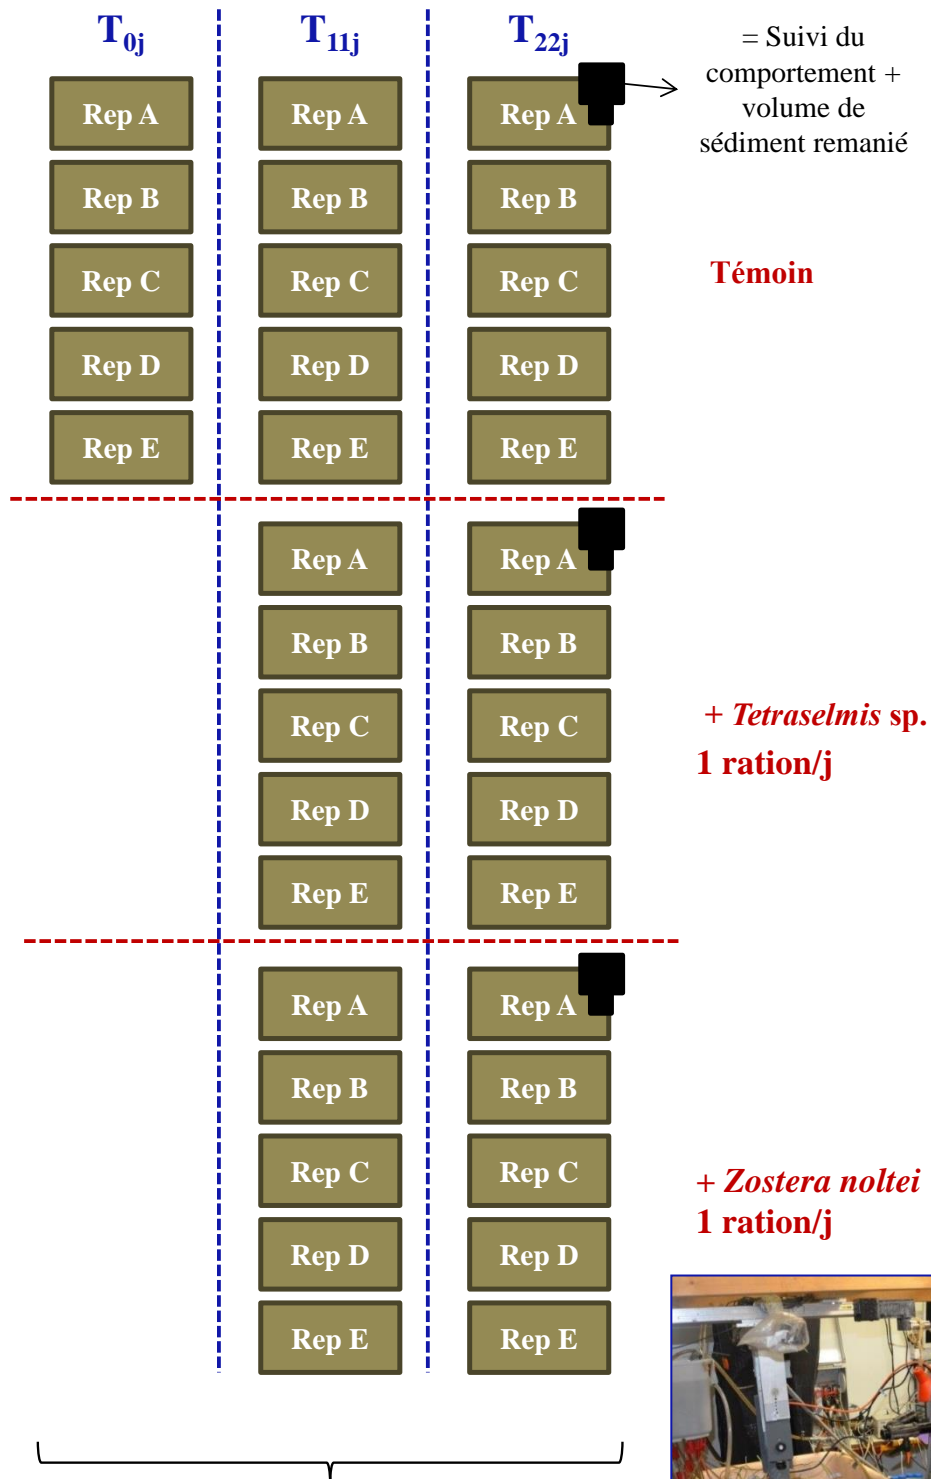 T0j T11j T22j
= Suivi du
comportement +
volume de
sédiment remanié
Rep A Rep A Rep A
Rep B Rep B Rep B
Rep C Rep C Rep C
Témoin
Rep D Rep D Rep D
Rep E Rep E Rep E
Rep A Rep A
Rep B Rep B
Rep C Rep C
+ Tetraselmis sp.
1 ration/j
Rep D Rep D
Rep E Rep E
Rep A Rep A
Rep B Rep B
Rep C Rep C
+ Zostera noltei
1 ration/j
Rep D Rep D
Rep E Rep E